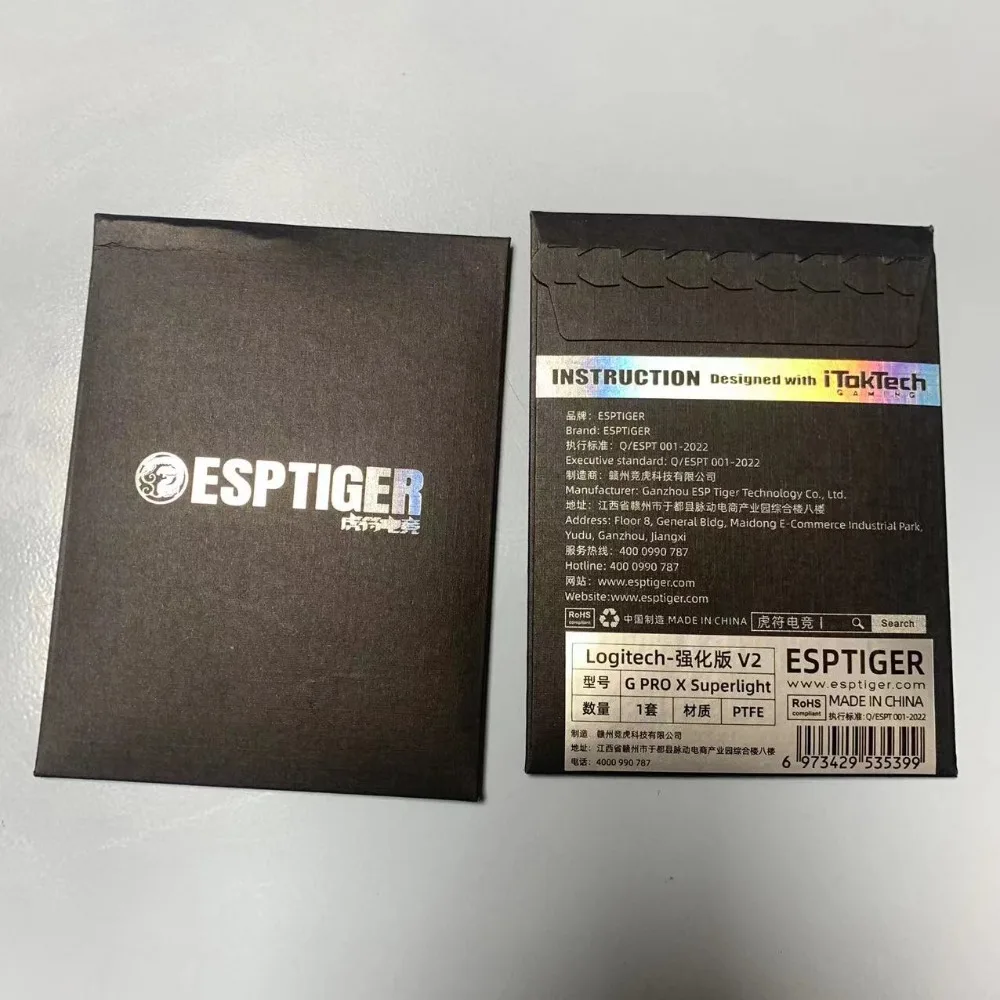 ESPTIGER
虎符电竞
INSTRUCTION Designed with iTokTech
GAMING
品牌：ESPTIGER
Brand: ESPTIGER
执行标准：Q/ESPT 001-2022
Executive standard: Q/ESPT 001-2022
制造商：赣州竞虎科技有限公司
Manufacturer: Ganzhou ESP Tiger Technology Co., Ltd.
地址：江西省赣州市于都县脉动电商产业园综合楼八楼
Address: Floor 8, General Bldg, Maidong E-Commerce Industrial Park,
Yudu, Ganzhou, Jiangxi
服务热线：400 0990 787
Hotline: 400 0990 787
网站：www.esptiger.com
Website:www.esptiger.com
RoHS compliant 中国制造 MADE IN CHINA 虎符电竞 Search
Logitech-强化版 V2
型号 G PRO X Superlight
数量 1套 材质 PTFE
制造 赣州竞虎科技有限公司
地址：江西省赣州市于都县脉动电商产业园综合楼八楼
电话：4000 990 787
ESPTIGER
www.esptiger.com
RoHS compliant MADE IN CHINA
执行标准：Q/ESPT 001-2022
6 973429 535399